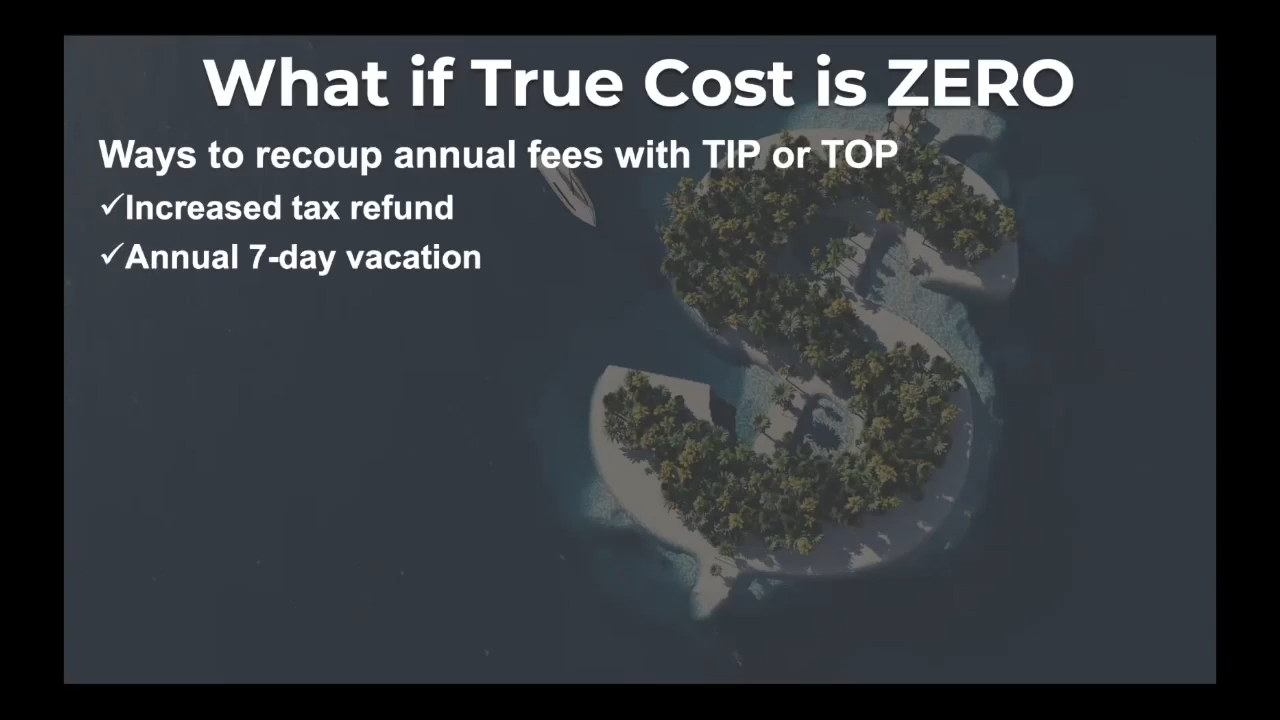 What if True Cost is ZERO
Ways to recoup annual fees with TIP or TOP
✓Increased tax refund
✓Annual 7-day vacation